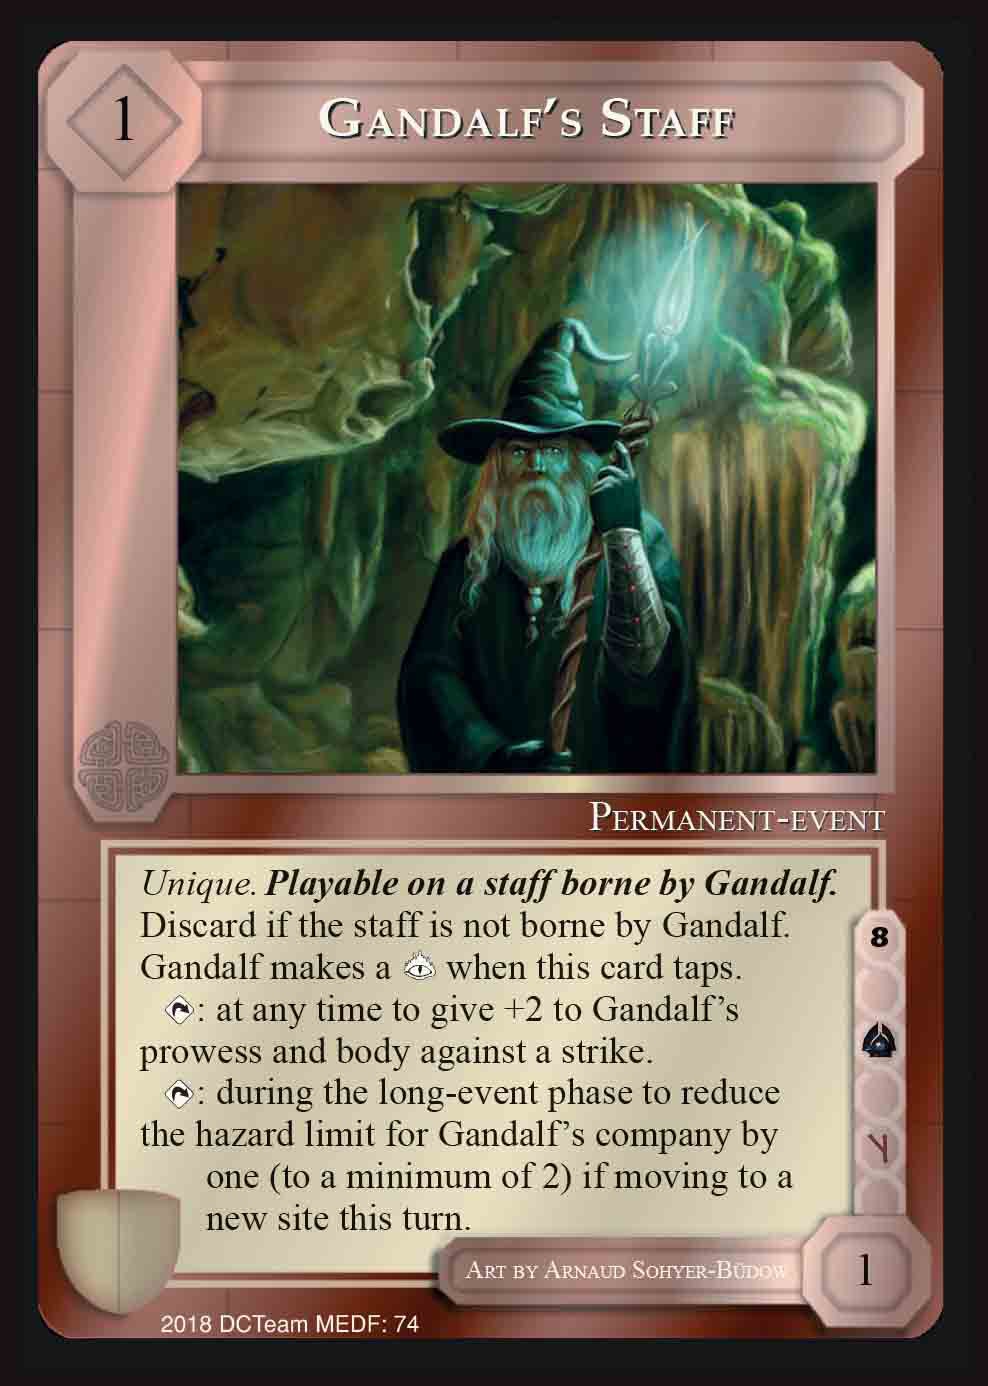 1
Gandalf's Staff
Permanent-event
Unique. Playable on a staff borne by Gandalf.
Discard if the staff is not borne by Gandalf.
Gandalf makes a when this card taps.
: at any time to give +2 to Gandalf's
prowess and body against a strike.
: during the long-event phase to reduce
the hazard limit for Gandalf's company by
one (to a minimum of 2) if moving to a
new site this turn.
8
Art by Arnaud Sohyer-Büdow
1
2018 DCTeam MEDF: 74